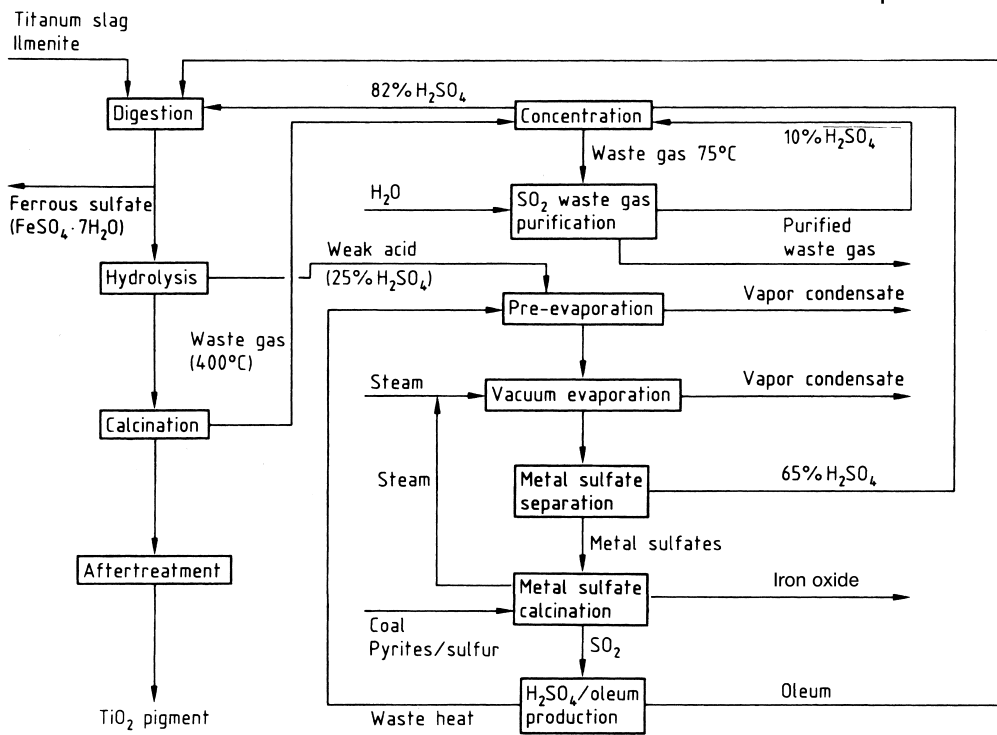 Titanum slag
Ilmenite
Digestion
82% H₂SO₄
Concentration
10% H₂SO₄
Waste gas 75°C
H₂O
SO₂ waste gas
purification
Purified
waste gas
Ferrous sulfate
(FeSO₄·7H₂O)
Hydrolysis
Weak acid
(25% H₂SO₄)
Pre-evaporation
Vapor condensate
Waste gas
(400°C)
Steam
Vacuum evaporation
Vapor condensate
Calcination
Steam
Metal sulfate
separation
65% H₂SO₄
Metal sulfates
Aftertreatment
Metal sulfate
calcination
Iron oxide
Coal
Pyrites/sulfur
SO₂
H₂SO₄/oleum
production
Oleum
Waste heat
TiO₂ pigment